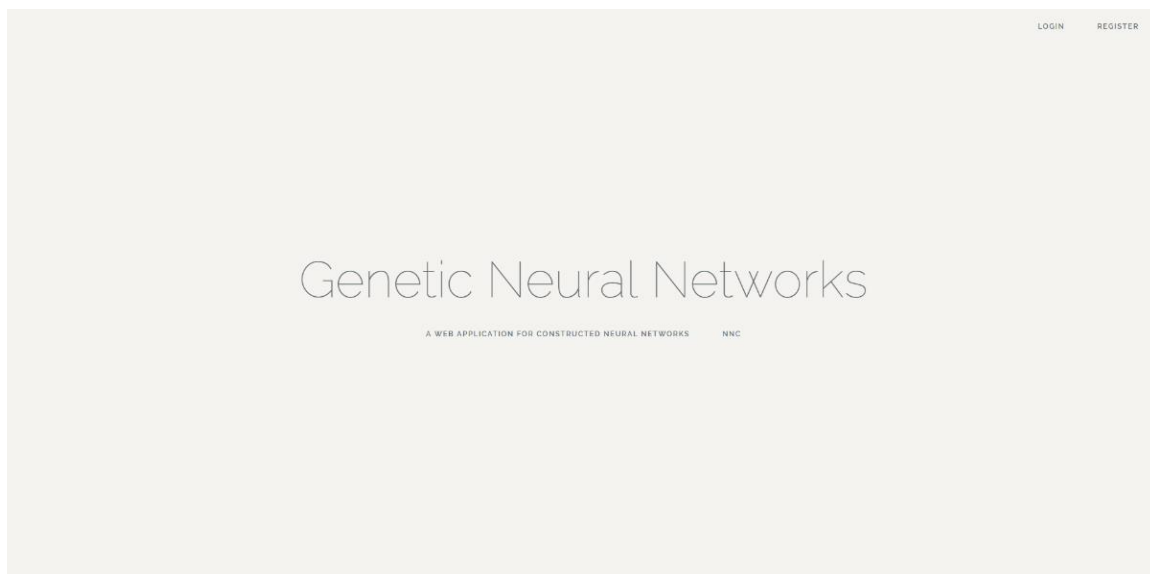 LOGIN REGISTER
Genetic Neural Networks
A WEB APPLICATION FOR CONSTRUCTED NEURAL NETWORKS NNC